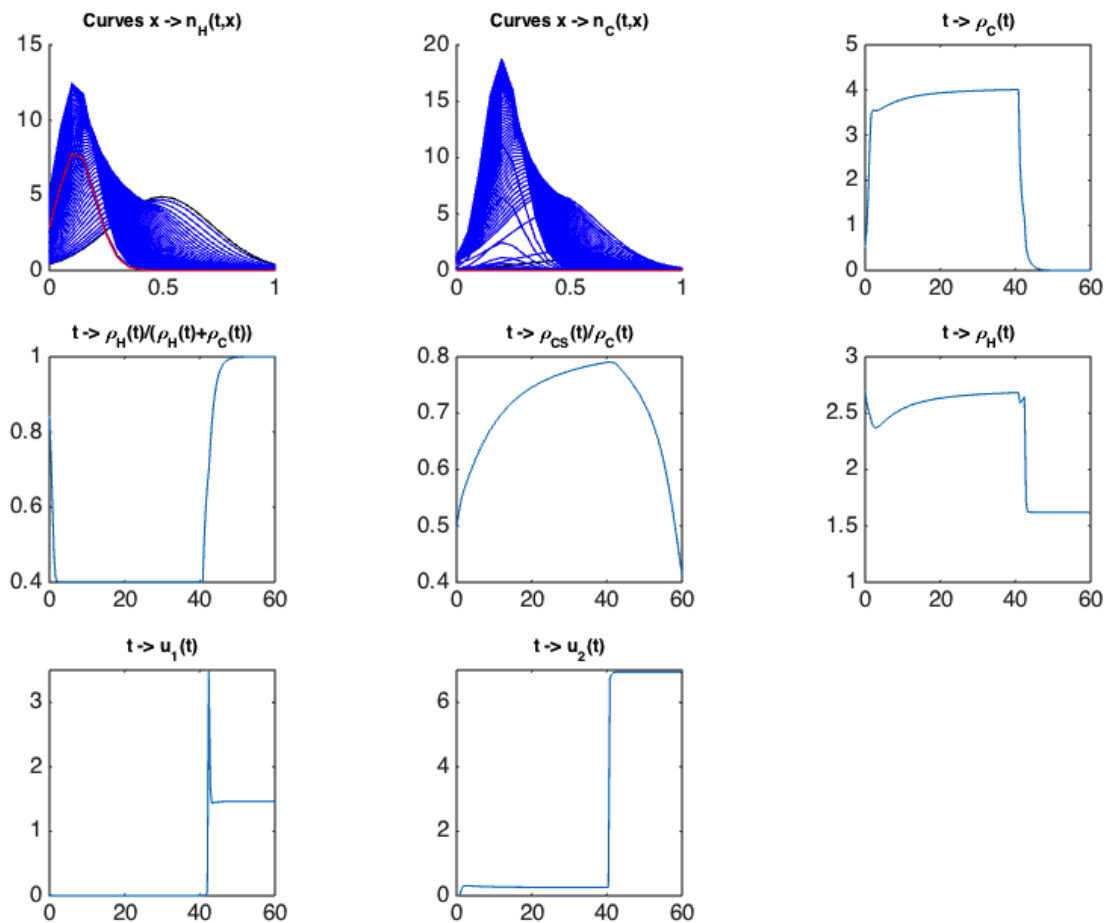 Curves x -> n_H(t,x)
15
10
5
0
0 0.5 1
Curves x -> n_C(t,x)
20
15
10
5
0
0 0.5 1
t -> ρ_C(t)
5
4
3
2
1
0
0 20 40 60
t -> ρ_H(t)/(ρ_H(t)+ρ_C(t))
1
0.8
0.6
0.4
0 20 40 60
t -> ρ_CS(t)/ρ_C(t)
0.8
0.7
0.6
0.5
0.4
0 20 40 60
t -> ρ_H(t)
3
2.5
2
1.5
1
0 20 40 60
t -> u_1(t)
3
2
1
0
0 20 40 60
t -> u_2(t)
6
4
2
0
0 20 40 60